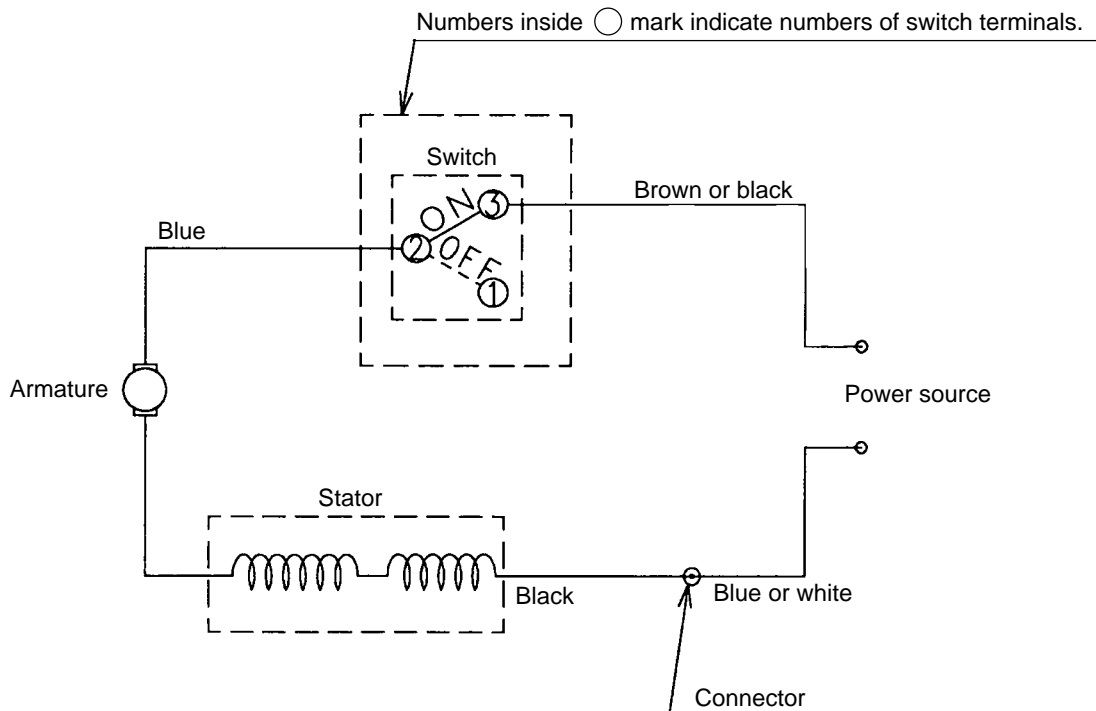 Numbers inside ○ mark indicate numbers of switch terminals.
Switch
Brown or black
ON
3
Blue
2
OFF
1
Armature
Power source
Stator
Black
Blue or white
Connector